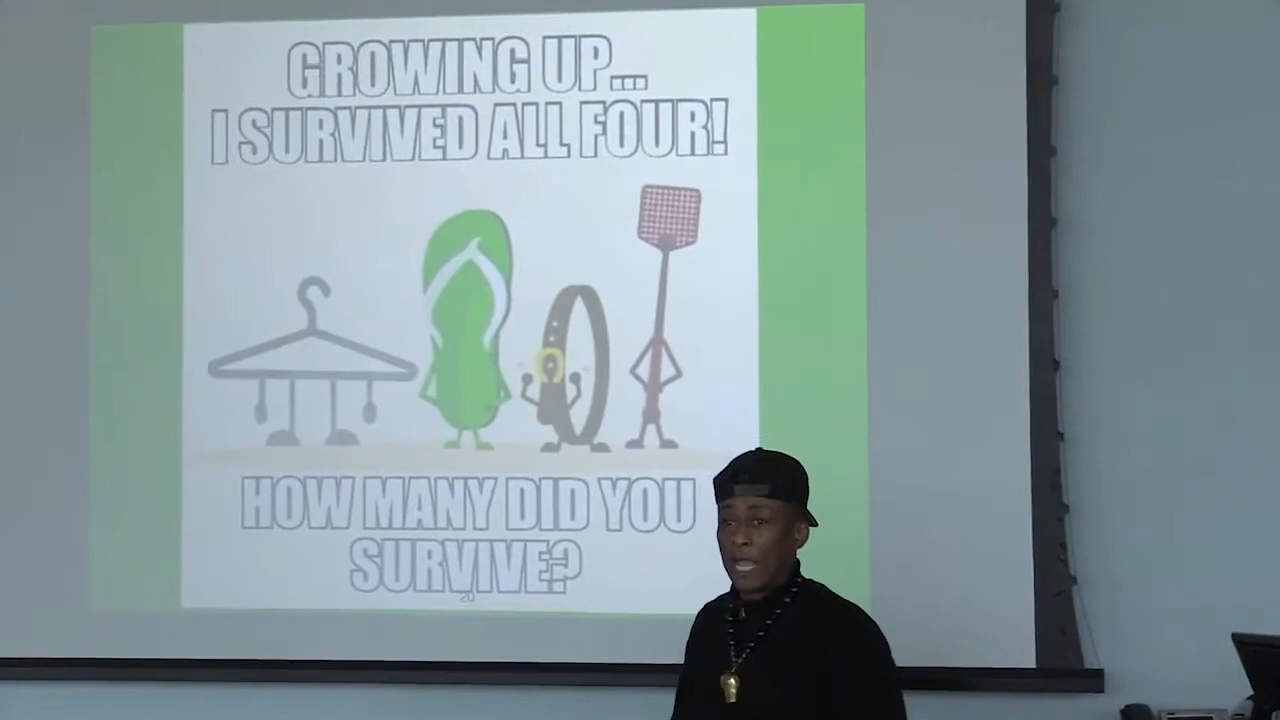 GROWING UP...
I SURVIVED ALL FOUR!
HOW MANY DID YOU
SURVIVE?